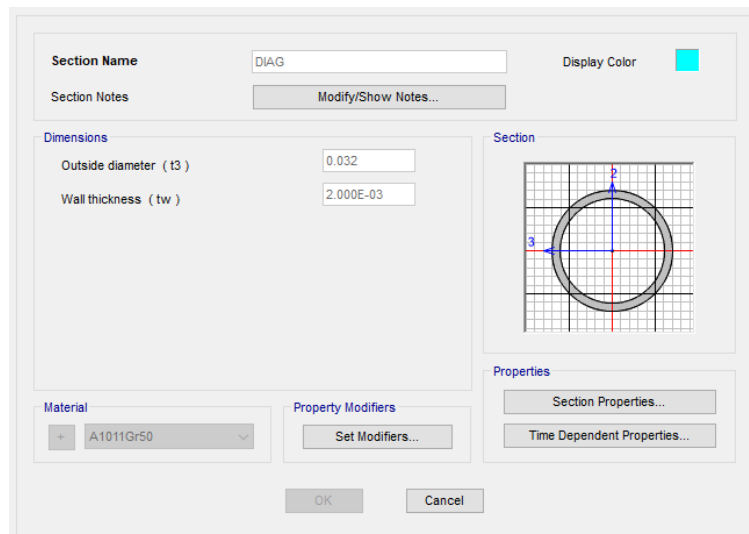 Section Name
DIAG
Display Color
Section Notes
Modify/Show Notes...
Dimensions
Outside diameter ( t3 )
0.032
Wall thickness ( tw )
2.000E-03
Section
2
3
Properties
Section Properties...
Time Dependent Properties...
Material
+
A1011Gr50
Property Modifiers
Set Modifiers...
OK
Cancel